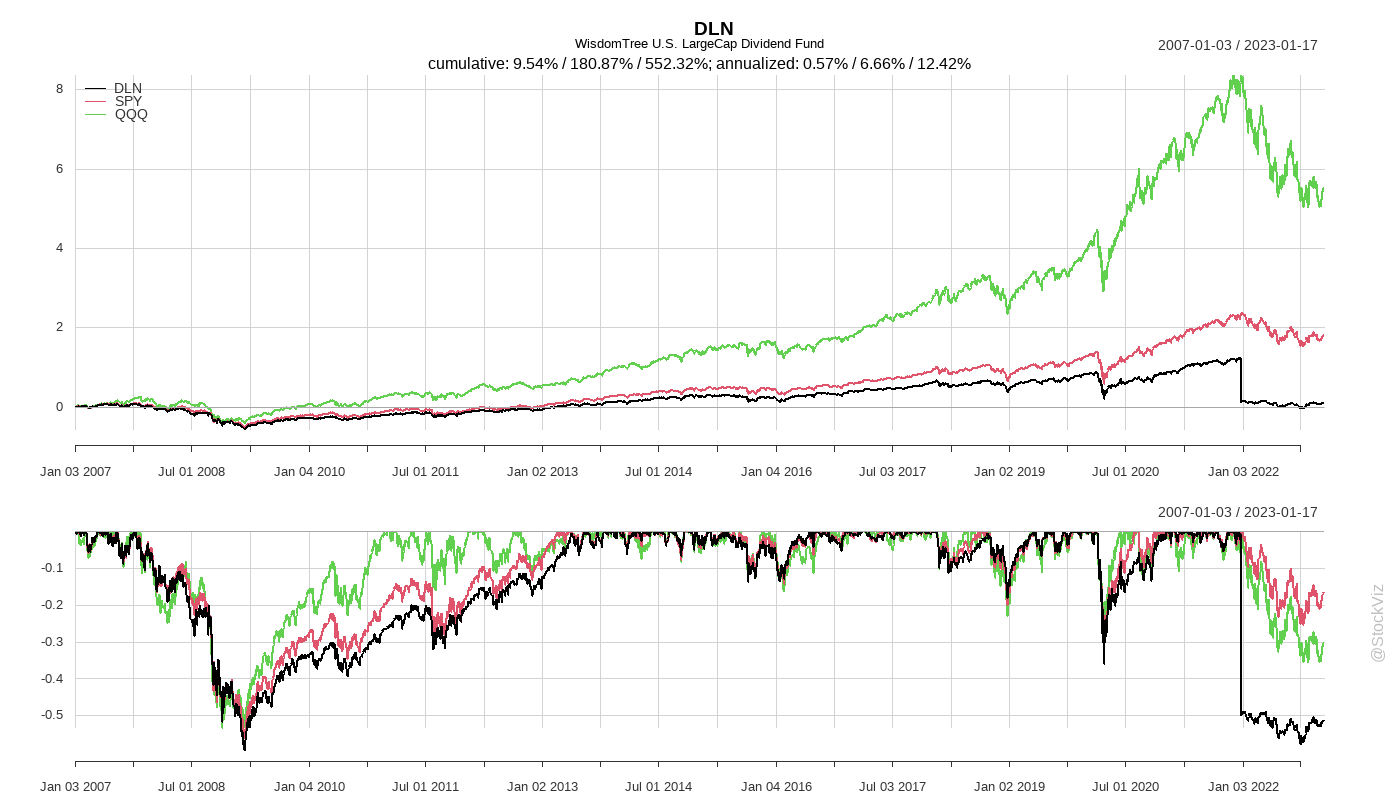 DLN
WisdomTree U.S. LargeCap Dividend Fund
2007-01-03 / 2023-01-17
cumulative: 9.54% / 180.87% / 552.32%; annualized: 0.57% / 6.66% / 12.42%
DLN
SPY
QQQ
8
6
4
2
0
Jan 03 2007 Jul 01 2008 Jan 04 2010 Jul 01 2011 Jan 02 2013 Jul 01 2014 Jan 04 2016 Jul 03 2017 Jan 02 2019 Jul 01 2020 Jan 03 2022
2007-01-03 / 2023-01-17
-0.1
-0.2
-0.3
-0.4
-0.5
Jan 03 2007 Jul 01 2008 Jan 04 2010 Jul 01 2011 Jan 02 2013 Jul 01 2014 Jan 04 2016 Jul 03 2017 Jan 02 2019 Jul 01 2020 Jan 03 2022
@StockViz